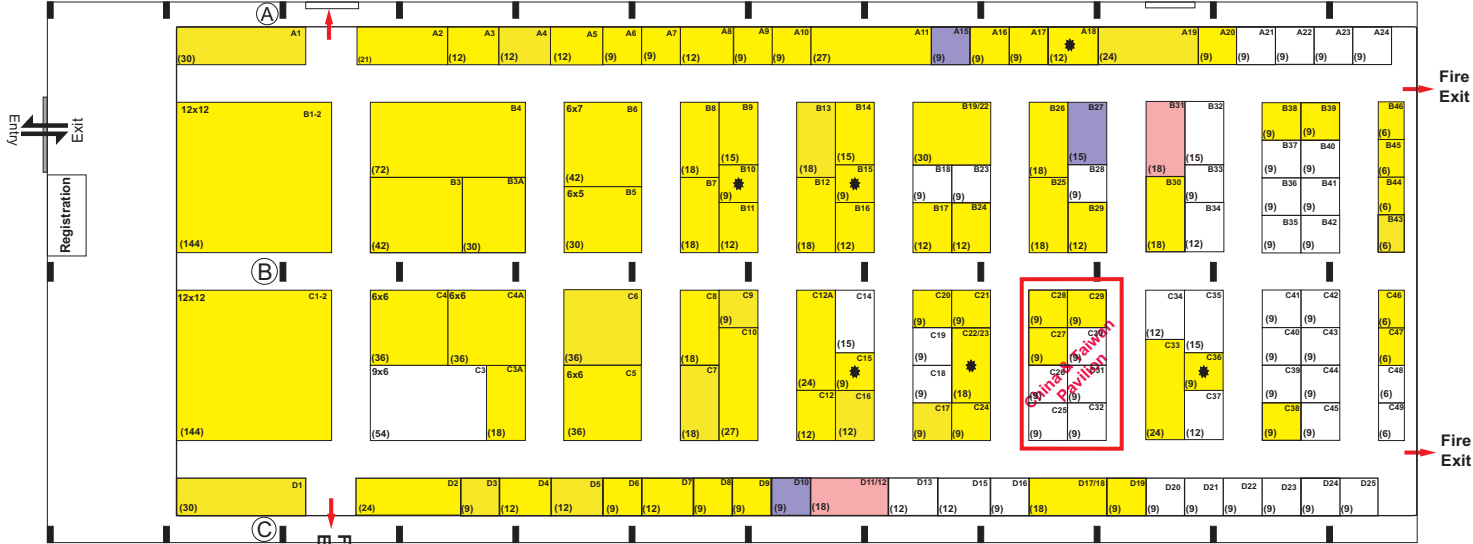 A
A1
(30)
A2
(21)
A3
(12)
A4
(12)
A5
(12)
A6
(9)
A7
(9)
A8
(12)
A9
(9)
A10
(9)
A11
(27)
A15
(9)
A16
(9)
A17
(9)
A18
(12)
A19
(24)
A20
(9)
A21
(9)
A22
(9)
A23
(9)
A24
(9)
Fire
Exit
Exit
Entry
Registration
12x12
B1-2
(144)
B4
(72)
B3
(42)
B3A
(30)
6x7
B6
(42)
6x5
B5
(30)
B8
(18)
B9
(15)
B10
(9)
B7
(18)
B11
(12)
B13
(18)
B14
(15)
B15
(9)
B12
(18)
B16
(12)
B19/22
(30)
B18
(9)
B23
(9)
B17
(12)
B24
(12)
B26
(18)
B27
(15)
B28
(9)
B25
(18)
B29
(12)
B31
(18)
B32
(15)
B33
(9)
B30
(18)
B34
(12)
B38
(9)
B39
(9)
B37
(9)
B40
(9)
B36
(9)
B41
(9)
B35
(9)
B42
(9)
B46
(6)
B45
(6)
B44
(6)
B43
(6)
B
12x12
C1-2
(144)
6x6
C4
(36)
6x6
C4A
(36)
9x6
C3
(54)
C3A
(18)
C6
(36)
6x6
C5
(36)
C8
(18)
C9
(9)
C10
(27)
C7
(18)
C12A
(24)
C14
(15)
C15
(9)
C12
(12)
C16
(12)
C20
(9)
C21
(9)
C19
(9)
C22/23
(18)
C18
(9)
C17
(9)
C24
(9)
C28
(9)
C29
(9)
C27
(9)
C30
(9)
C26
(9)
C31
(9)
C25
(9)
C32
(9)
China & Taiwan
Pavilion
C34
(12)
C35
(15)
C33
(24)
C36
(9)
C37
(12)
C41
(9)
C42
(9)
C40
(9)
C43
(9)
C39
(9)
C44
(9)
C38
(9)
C45
(9)
C46
(6)
C47
(6)
C48
(6)
C49
(6)
Fire
Exit
D1
(30)
D2
(24)
D3
(9)
D4
(12)
D5
(12)
D6
(9)
D7
(12)
D8
(9)
D9
(9)
D10
(9)
D11/12
(18)
D13
(12)
D15
(12)
D16
(9)
D17/18
(18)
D19
(9)
D20
(9)
D21
(9)
D22
(9)
D23
(9)
D24
(9)
D25
(9)
C
F
E